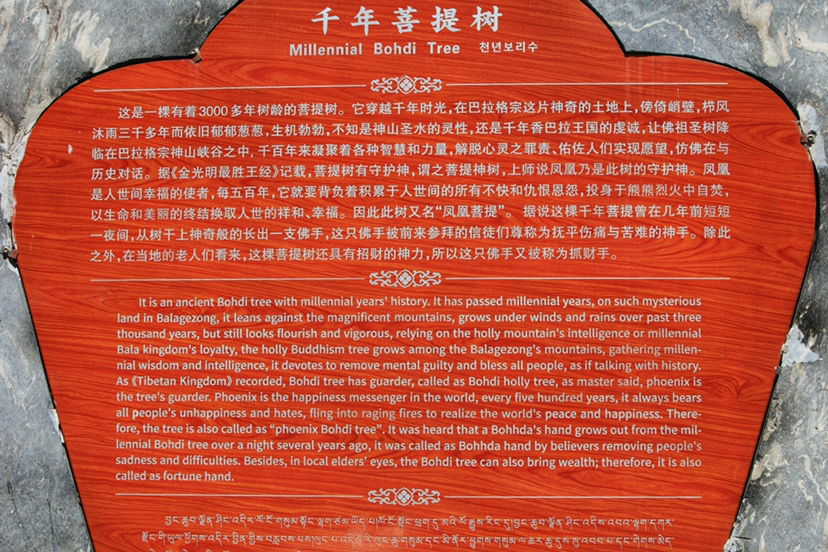 千年菩提树
Millennial Bohdi Tree 천년보리수
这是一棵有着3000多年树龄的菩提树。它穿越千年时光，在巴拉格宗这片神奇的土地上，傍倚峭壁，栉风
沐雨三千多年而依旧郁郁葱葱，生机勃勃，不知是神山圣水的灵性，还是千年香巴拉王国的虔诚，让佛祖圣树降
临在巴拉格宗神山峡谷之中，千百年来凝聚着各种智慧和力量，解脱心灵之罪责、佑佐人们实现愿望，仿佛在与
历史对话。据《金光明最胜王经》记载，菩提树有守护神，谓之菩提神树，上师说凤凰乃是此树的守护神。凤凰
是人世间幸福的使者，每五百年，它就要背负着积累于人世间的所有不快和仇恨恩怨，投身于熊熊烈火中自焚，
以生命和美丽的终结换取人世的祥和、幸福。因此此树又名“凤凰菩提”。 据说这棵千年菩提曾在几年前短短
一夜间，从树干上神奇般的长出一支佛手，这只佛手被前来参拜的信徒们尊称为抚平伤痛与苦难的神手。除此
之外，在当地的老人们看来，这棵菩提树还具有招财的神力，所以这只佛手又被称为抓财手。
It is an ancient Bohdi tree with millennial years' history. It has passed millennial years, on such mysterious
land in Balagezong, it leans against the magnificent mountains, grows under winds and rains over past three
thousand years, but still looks flourish and vigorous, relying on the holly mountain's intelligence or millennial
Bala kingdom's loyalty, the holly Buddhism tree grows among the Balagezong's mountains, gathering millen-
nial wisdom and intelligence, it devotes to remove mental guilty and bless all people, as if talking with history.
As《Tibetan Kingdom》recorded, Bohdi tree has guarder, called as Bohdi holly tree, as master said, phoenix is
the tree's guarder. Phoenix is the happiness messenger in the world, every five hundred years, it always bears
all people's unhappiness and hates, fling into raging fires to realize the world's peace and happiness. There-
fore, the tree is also called as “phoenix Bohdi tree”. It was heard that a Bohhda's hand grows out from the mil-
lennial Bohdi tree over a night several years ago, it was called as Bohhda hand by believers removing people's
sadness and difficulties. Besides, in local elders' eyes, the Bohdi tree can also bring wealth; therefore, it is also
called as fortune hand.